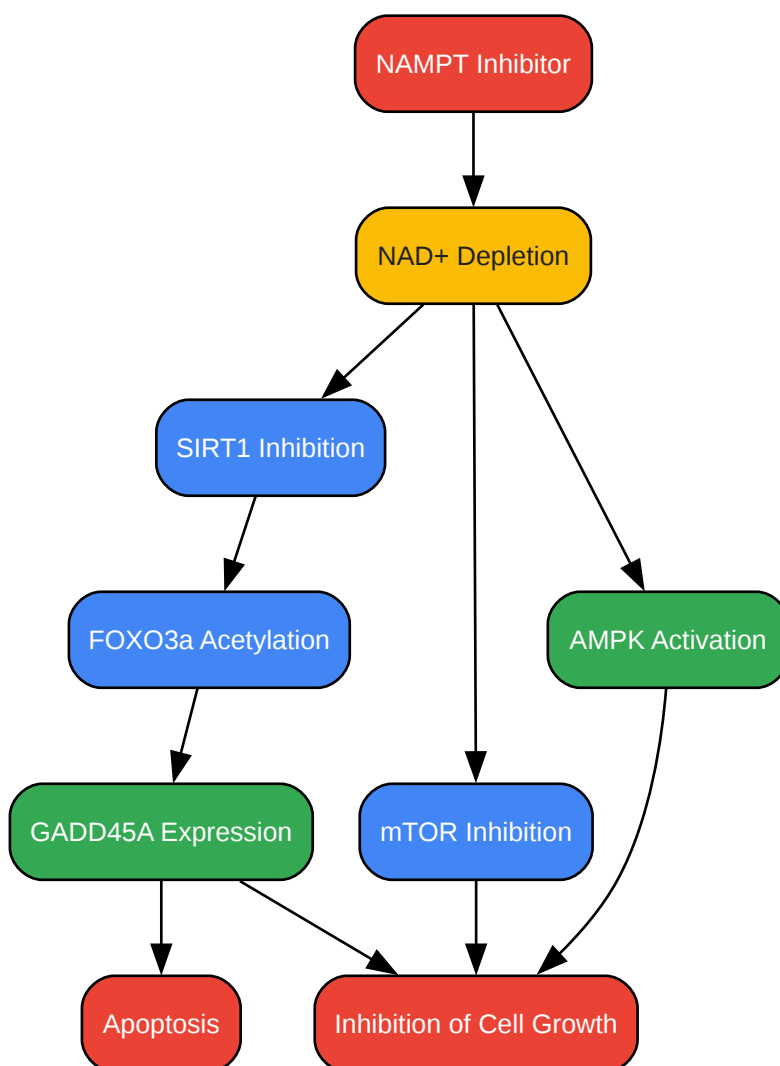 NAMPT Inhibitor
NAD+ Depletion
SIRT1 Inhibition
FOXO3a Acetylation
AMPK Activation
GADD45A Expression
mTOR Inhibition
Apoptosis
Inhibition of Cell Growth